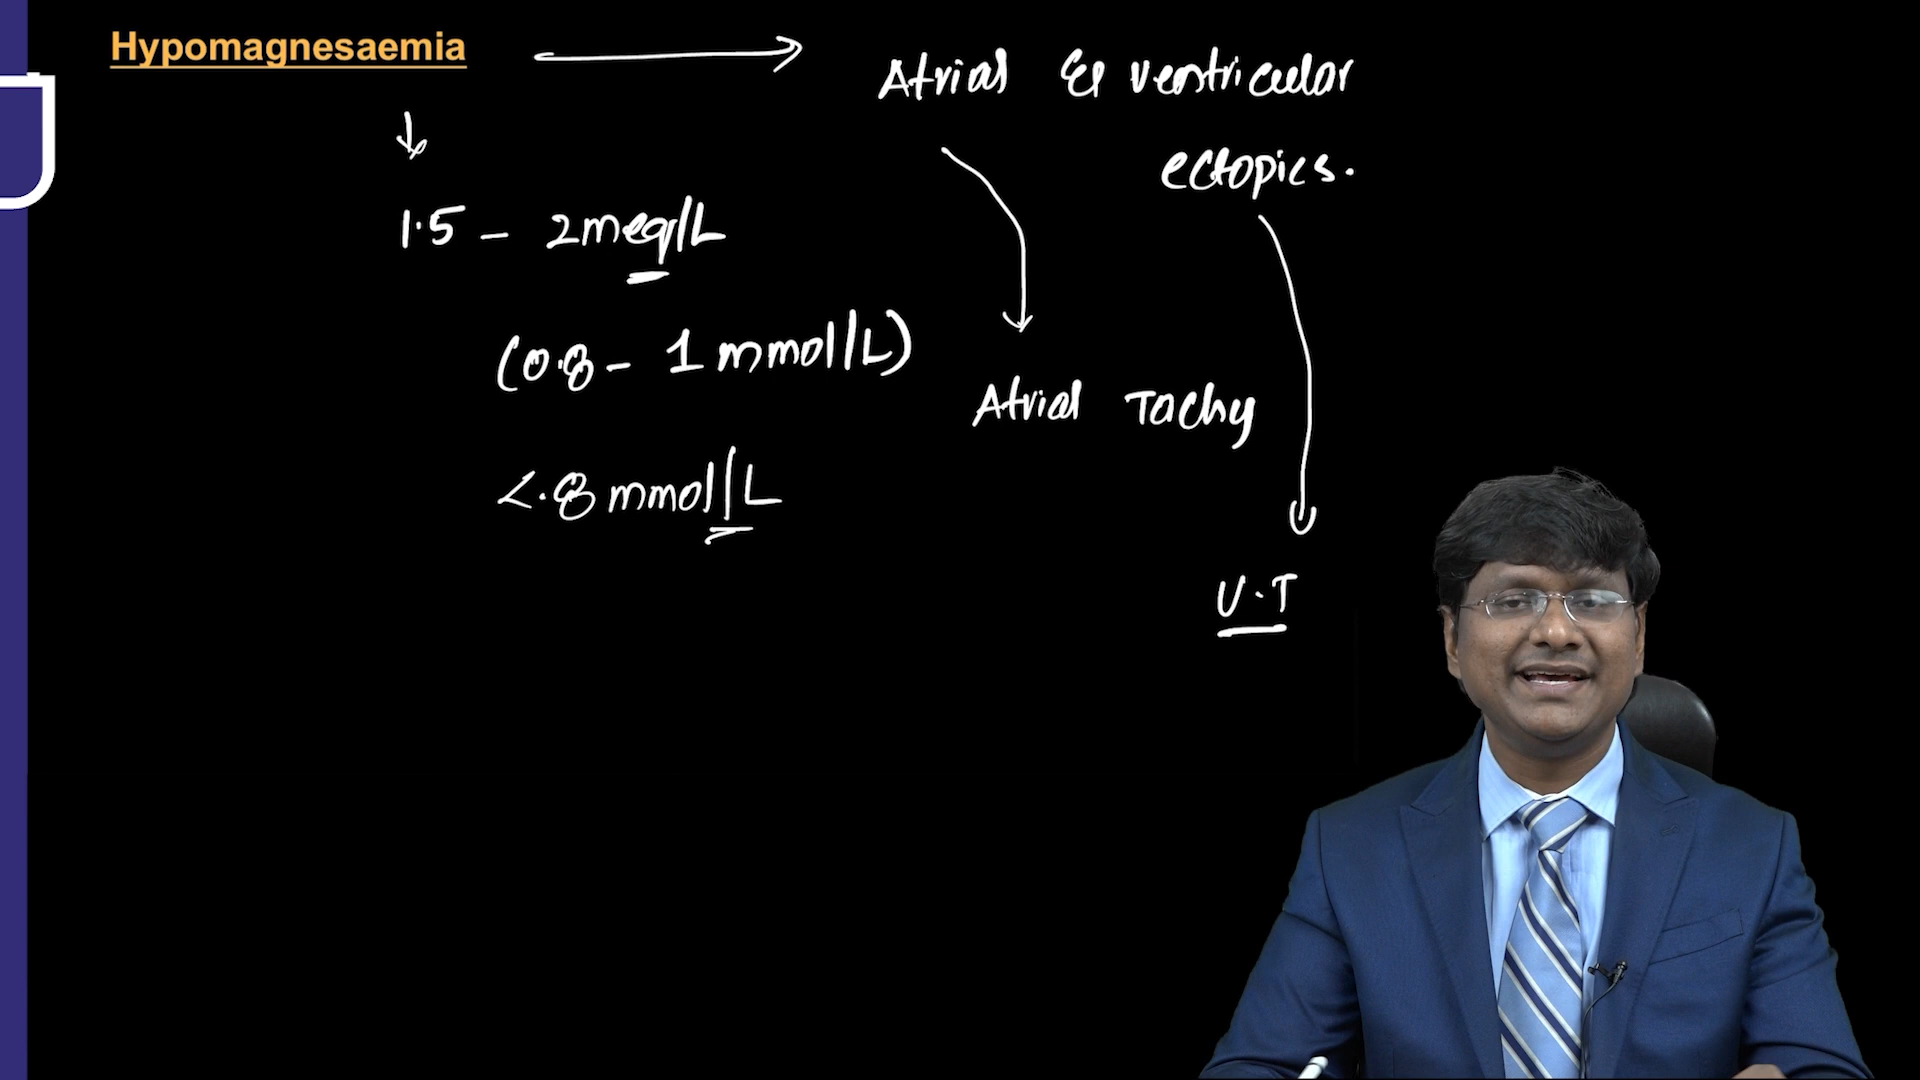 Hypomagnesaemia
Atrial & ventricular
ectopics.
1.5 - 2meq/L
(0.8 - 1 mmol/L)
Atrial Tachy
<.8 mmol/L
V.T